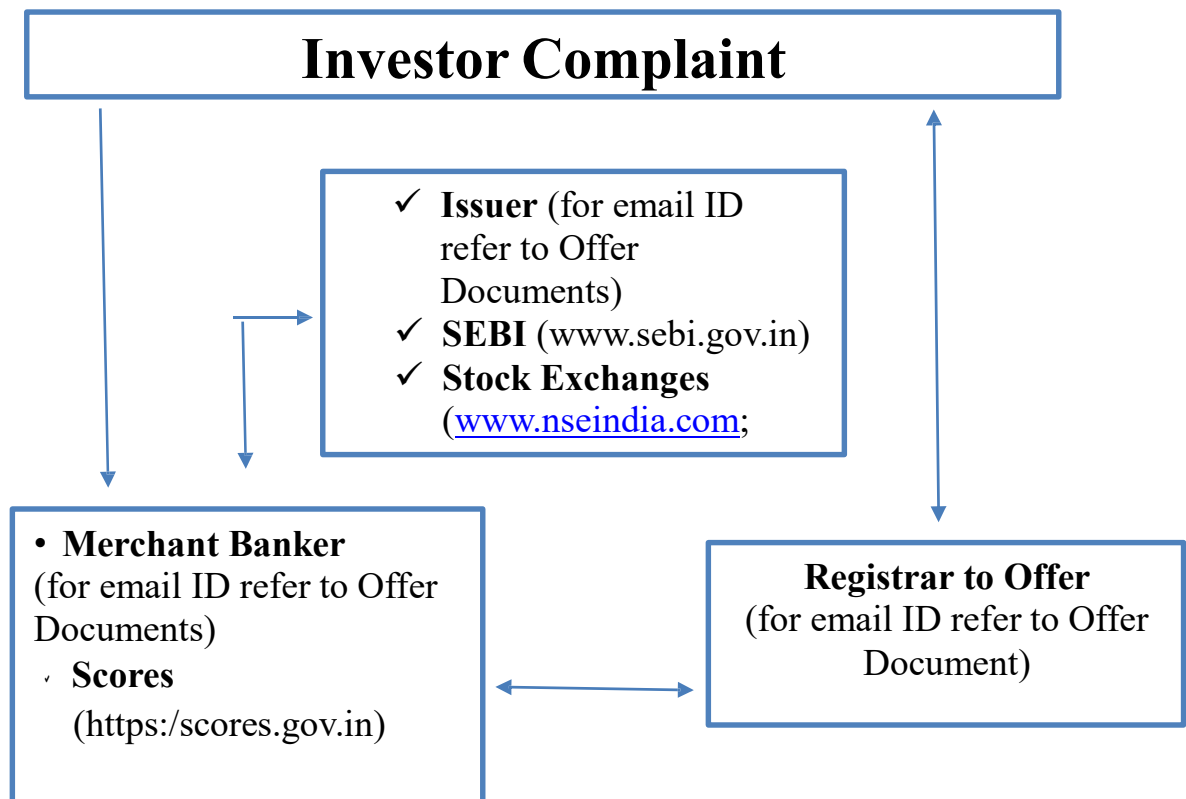 Investor Complaint
✓ Issuer (for email ID
refer to Offer
Documents)
✓ SEBI (www.sebi.gov.in)
✓ Stock Exchanges
(www.nseindia.com;
• Merchant Banker
(for email ID refer to Offer
Documents)
✓ Scores
(https:/scores.gov.in)
Registrar to Offer
(for email ID refer to Offer
Document)